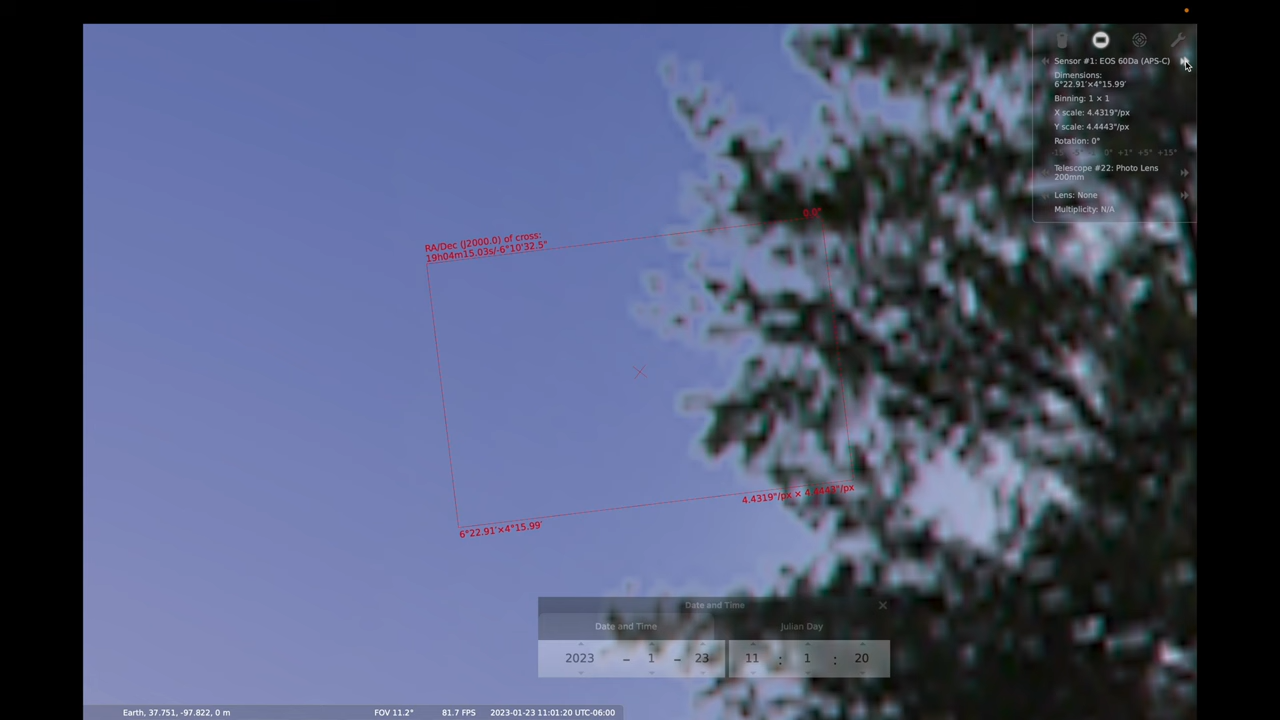 Sensor #1: EOS 60Da (APS-C)
Dimensions:
6°22.91'×4°15.99'
Binning: 1 × 1
X scale: 4.4319"/px
Y scale: 4.4443"/px
Rotation: 0°
0° +1° +5° +15°
Telescope #22: Photo Lens
200mm
Lens: None
Multiplicity: N/A
0.0°
RA/Dec (J2000.0) of cross:
19h04m15.03s/-6°10'32.5"
4.4319"/px × 4.4443"/px
6°22.91'×4°15.99'
Date and Time
Date and Time Julian Day
2023 – 1 – 23 11 : 1 : 20
Earth, 37.751, -97.822, 0 m FOV 11.2° 81.7 FPS 2023-01-23 11:01:20 UTC-06:00